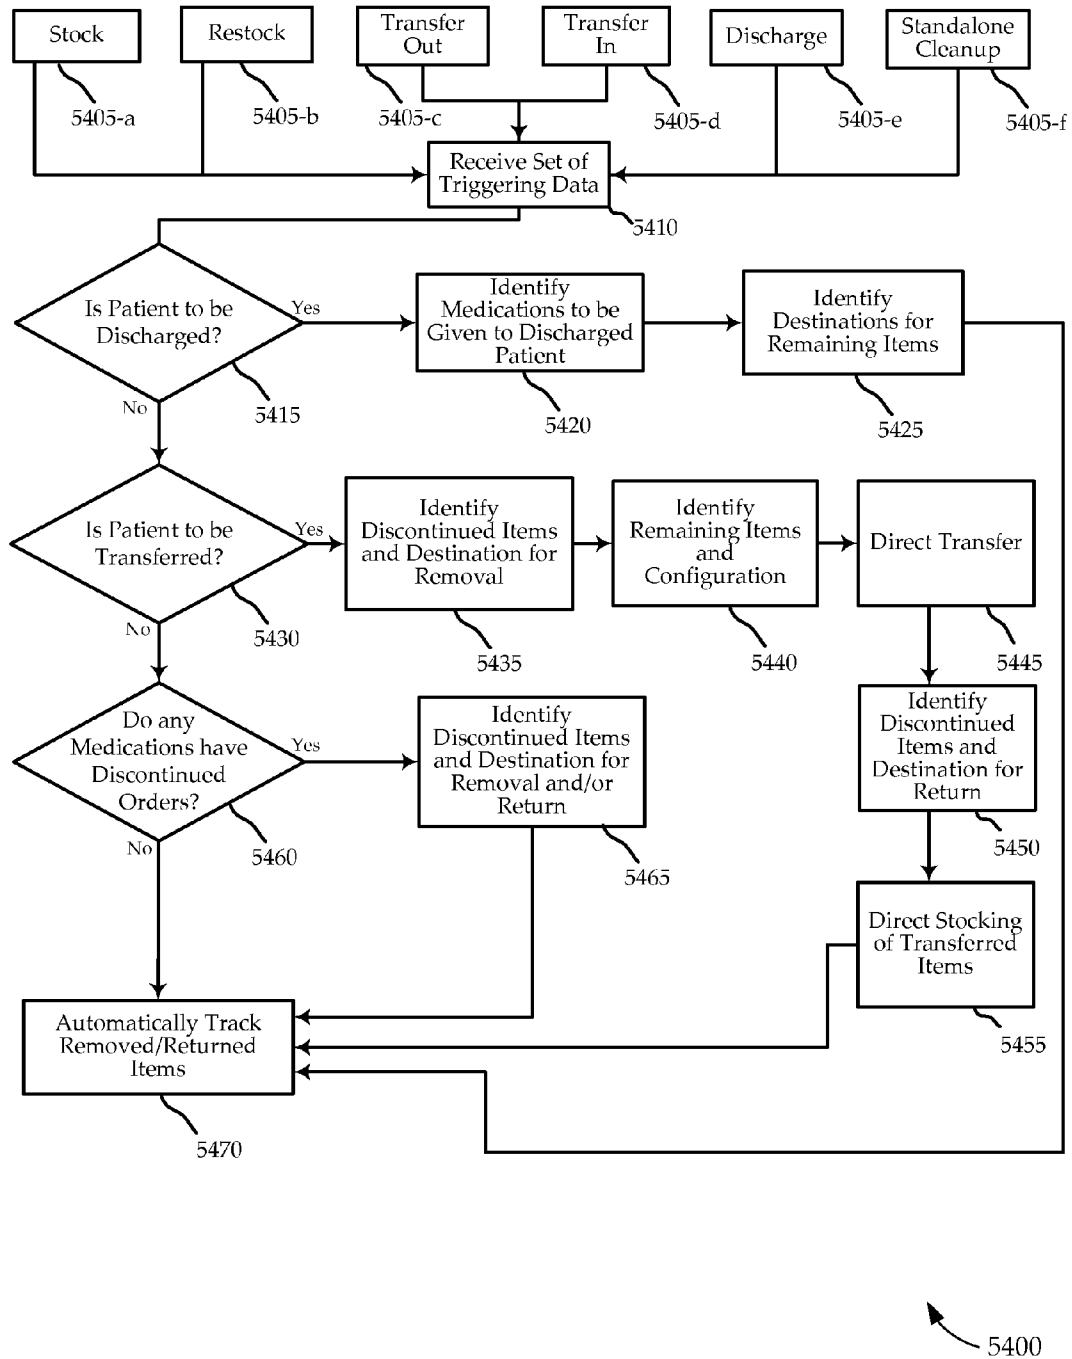 Stock
Restock
Transfer
Out
Transfer
In
Discharge
Standalone
Cleanup
5405-a
5405-b
5405-c
5405-d
5405-e
5405-f
Receive Set of
Triggering Data
5410
Is Patient to be
Discharged?
Yes
No
5415
Identify
Medications to be
Given to Discharged
Patient
5420
Identify
Destinations for
Remaining Items
5425
Is Patient to be
Transferred?
Yes
No
5430
Identify
Discontinued Items
and Destination for
Removal
5435
Identify
Remaining Items
and
Configuration
5440
Direct Transfer
5445
Do any
Medications have
Discontinued
Orders?
Yes
No
5460
Identify
Discontinued Items
and Destination for
Removal and/or
Return
5465
Identify
Discontinued
Items and
Destination for
Return
5450
Direct Stocking
of Transferred
Items
5455
Automatically Track
Removed/Returned
Items
5470
5400